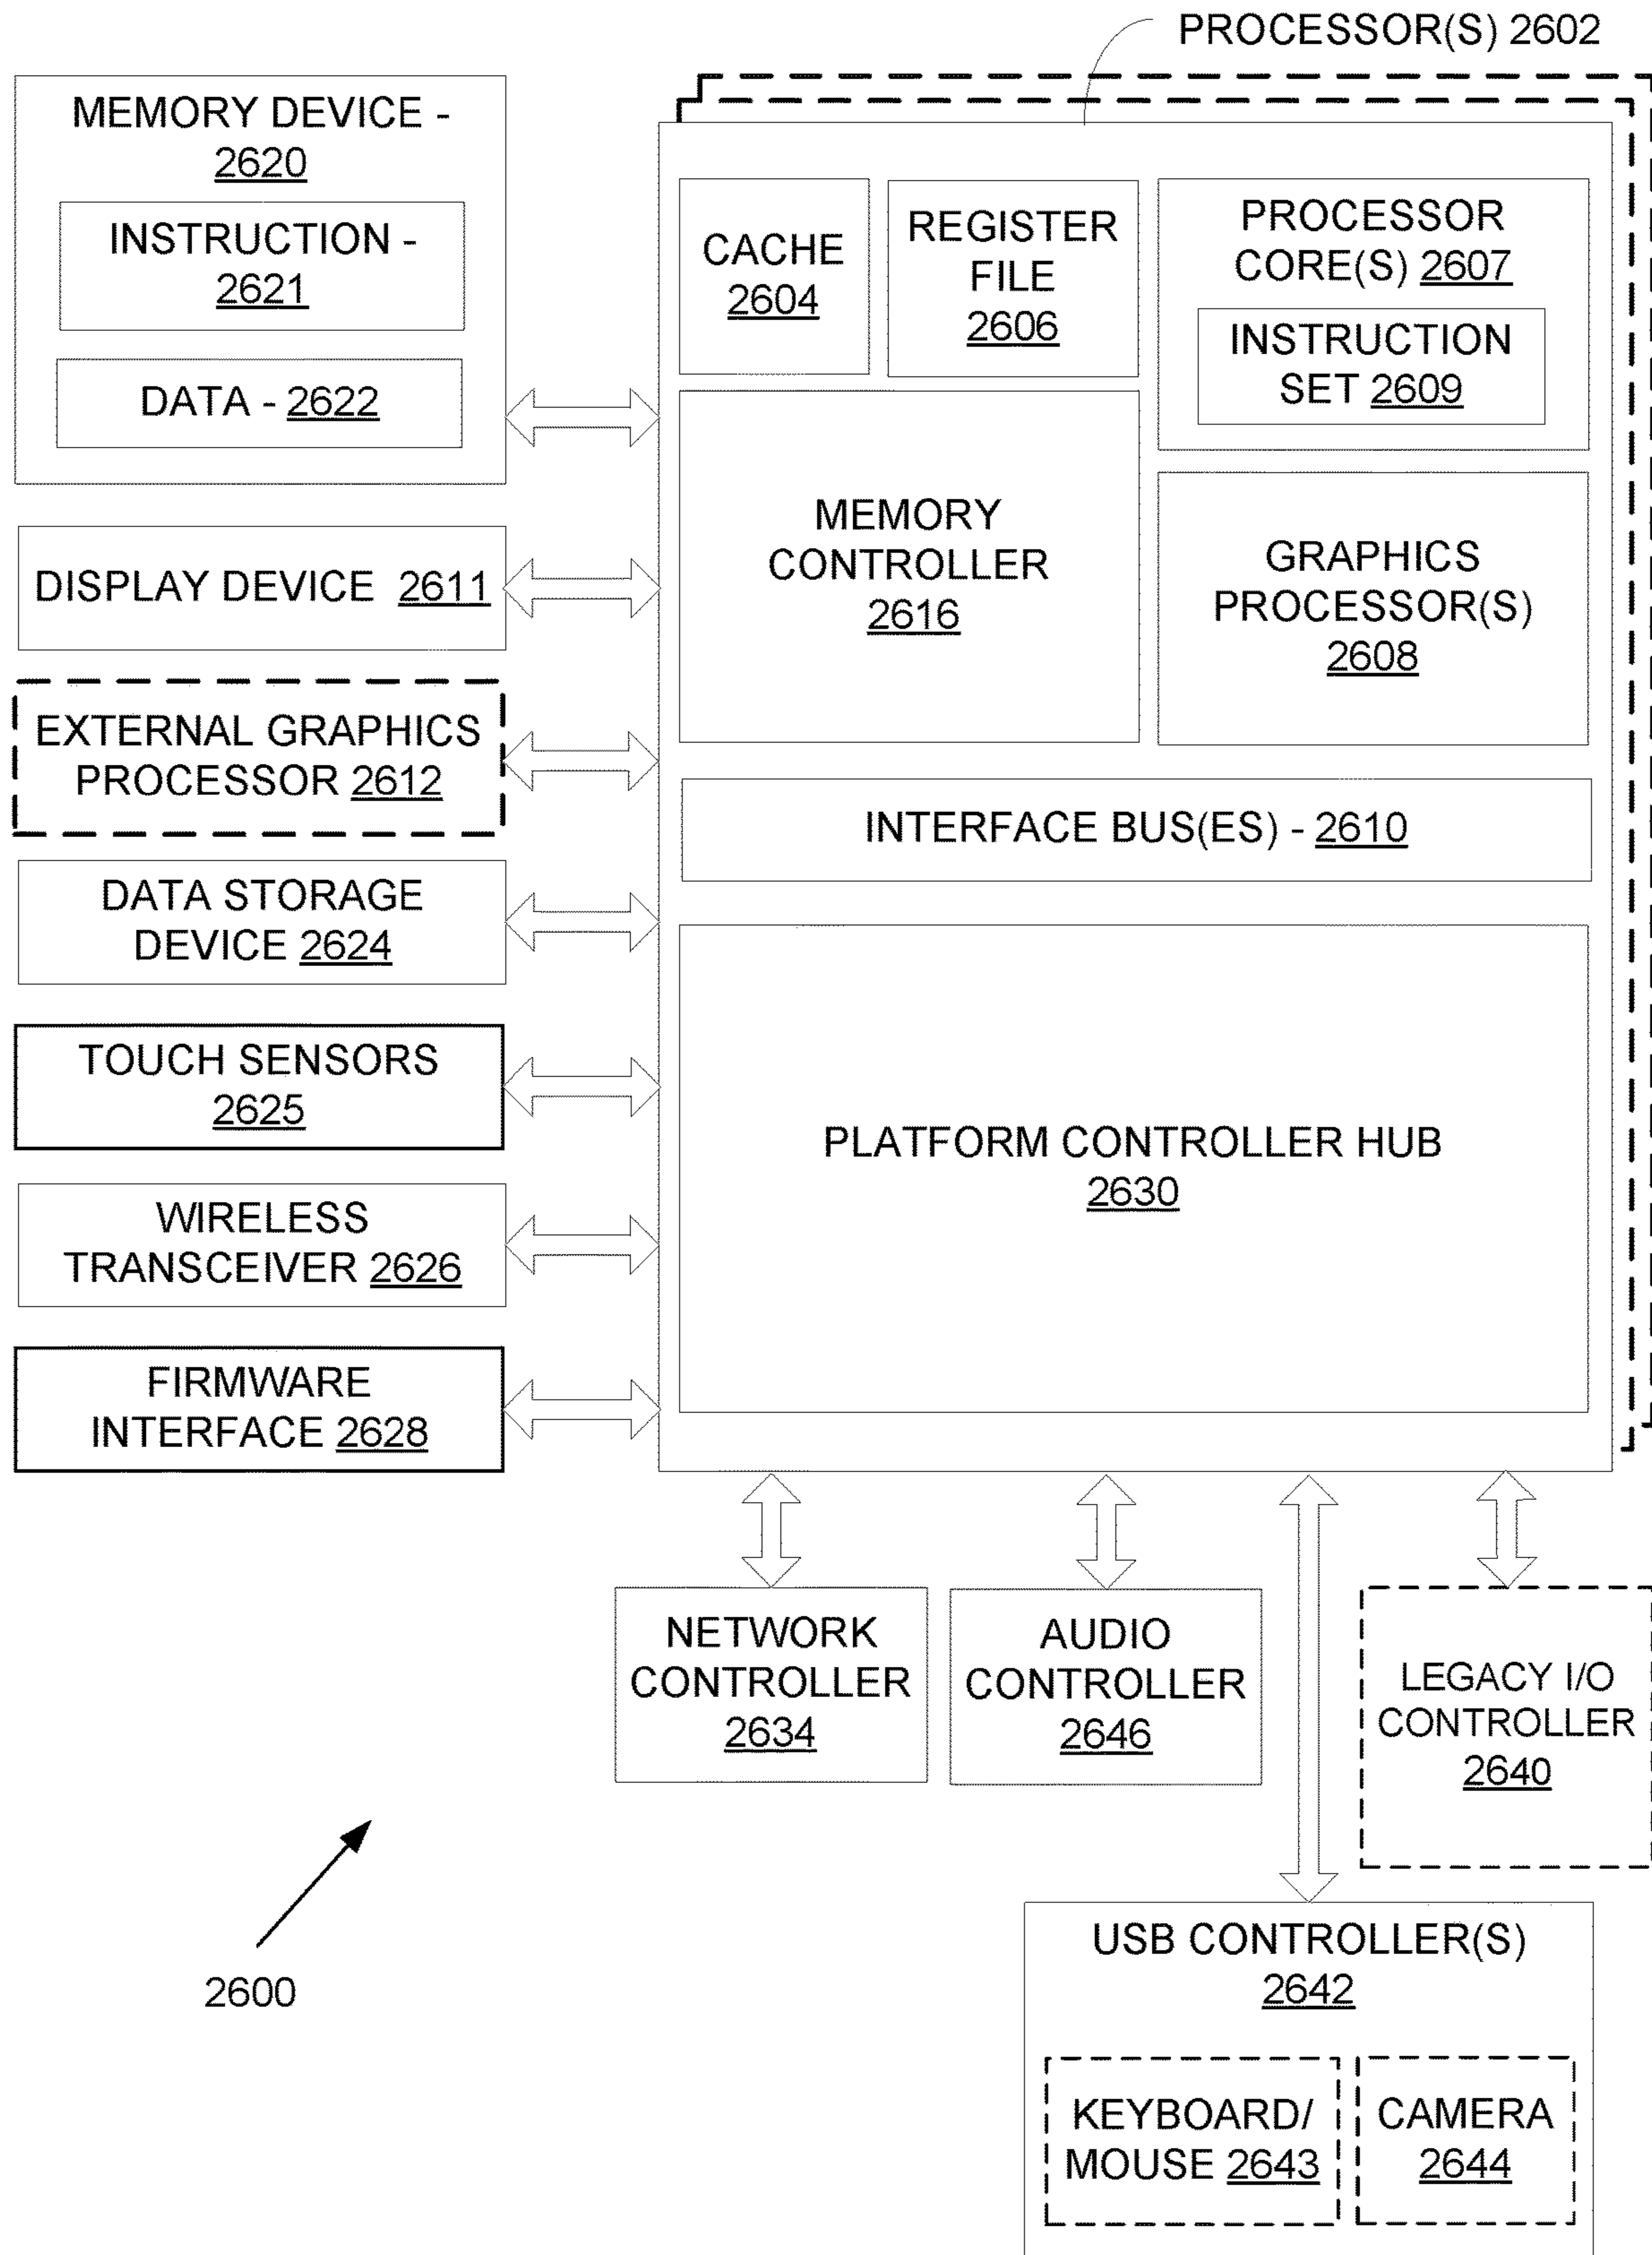 PROCESSOR(S) 2602
MEMORY DEVICE -
2620
INSTRUCTION -
2621
DATA - 2622
DISPLAY DEVICE 2611
EXTERNAL GRAPHICS
PROCESSOR 2612
DATA STORAGE
DEVICE 2624
TOUCH SENSORS
2625
WIRELESS
TRANSCEIVER 2626
FIRMWARE
INTERFACE 2628
CACHE
2604
REGISTER
FILE
2606
PROCESSOR
CORE(S) 2607
INSTRUCTION
SET 2609
MEMORY
CONTROLLER
2616
GRAPHICS
PROCESSOR(S)
2608
INTERFACE BUS(ES) - 2610
PLATFORM CONTROLLER HUB
2630
NETWORK
CONTROLLER
2634
AUDIO
CONTROLLER
2646
LEGACY I/O
CONTROLLER
2640
2600
USB CONTROLLER(S)
2642
KEYBOARD/
MOUSE 2643
CAMERA
2644